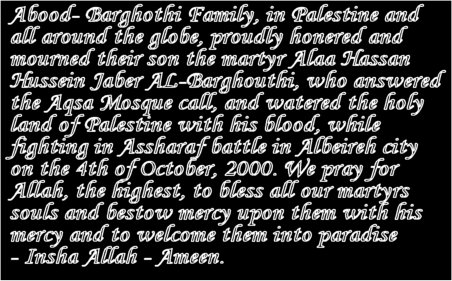 Abood- Barghothi Family, in Palestine and
all around the globe, proudly honered and
mourned their son the martyr Alaa Hassan
Hussein Jaber AL-Barghouthi, who answered
the Aqsa Mosque call, and watered the holy
land of Palestine with his blood, while
fighting in Assharaf battle in Albeireh city
on the 4th of October, 2000. We pray for
Allah, the highest, to bless all our martyrs
souls and bestow mercy upon them with his
mercy and to welcome them into paradise
- Insha Allah - Ameen.